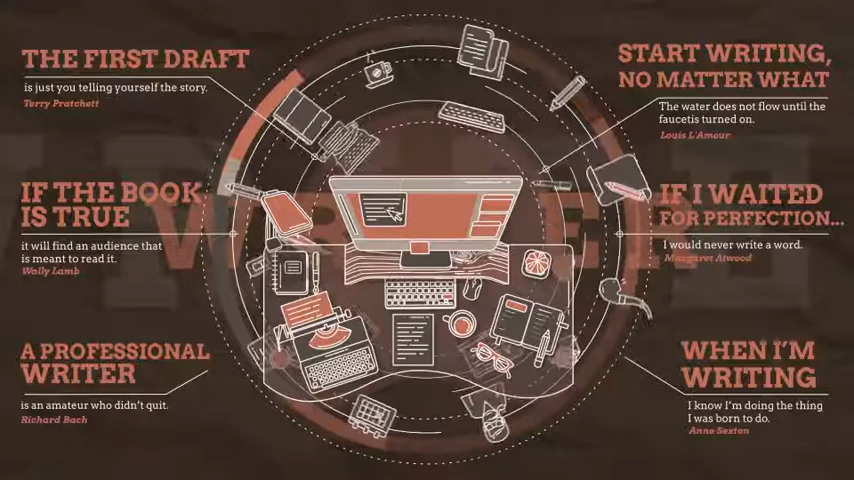 THE FIRST DRAFT
is just you telling yourself the story.
Terry Pratchett
START WRITING,
NO MATTER WHAT
The water does not flow until the
faucetis turned on.
Louis L'Amour
IF THE BOOK
IS TRUE
it will find an audience that
is meant to read it.
Wally Lamb
IF I WAITED
FOR PERFECTION...
I would never write a word.
Margaret Atwood
A PROFESSIONAL
WRITER
is an amateur who didn't quit.
Richard Bach
WHEN I'M
WRITING
I know I'm doing the thing
I was born to do.
Anne Sexton